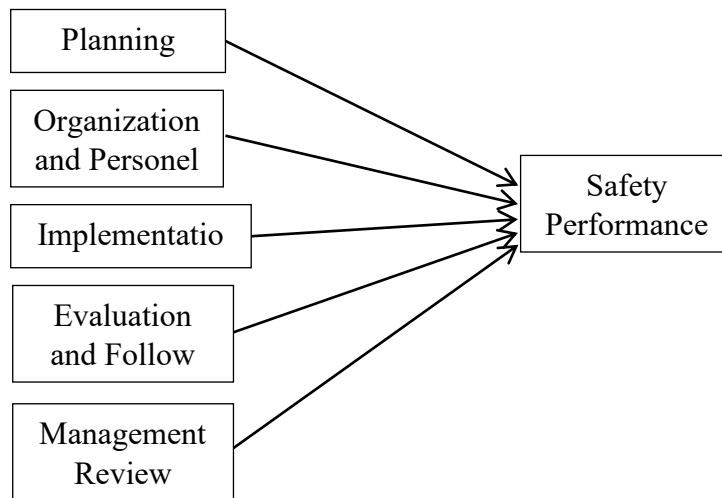 Planning
Organization
and Personel
Implementatio
Evaluation
and Follow
Management
Review
Safety
Performance